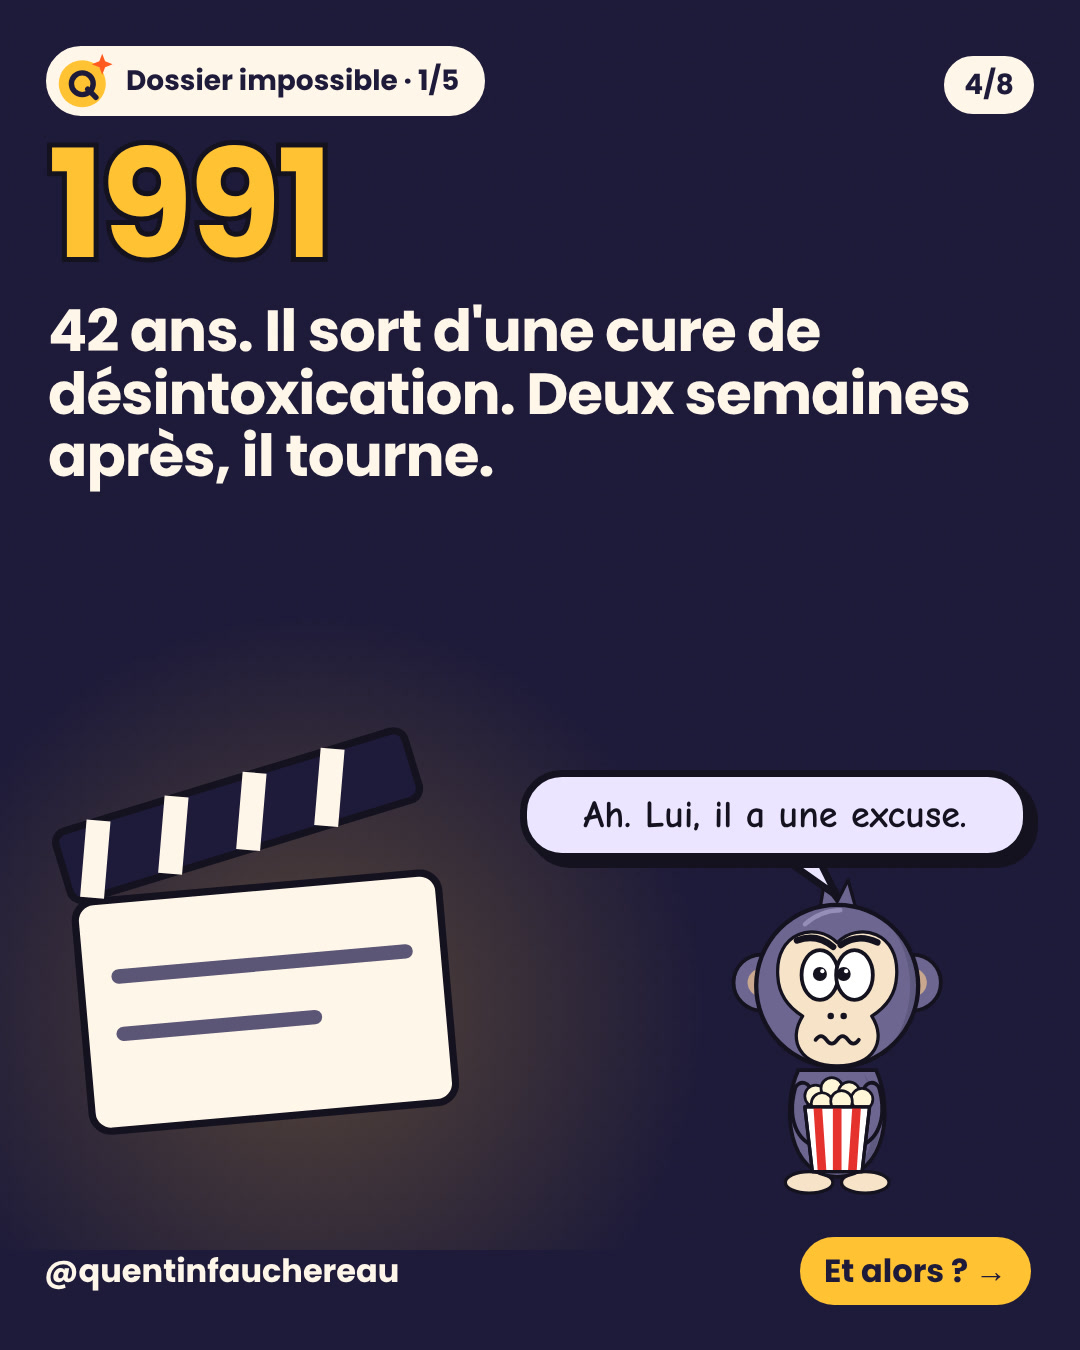 Q Dossier impossible · 1/5
4/8
1991
42 ans. Il sort d'une cure de
désintoxication. Deux semaines
après, il tourne.
Ah. Lui, il a une excuse.
@quentinfauchereau
Et alors ? →